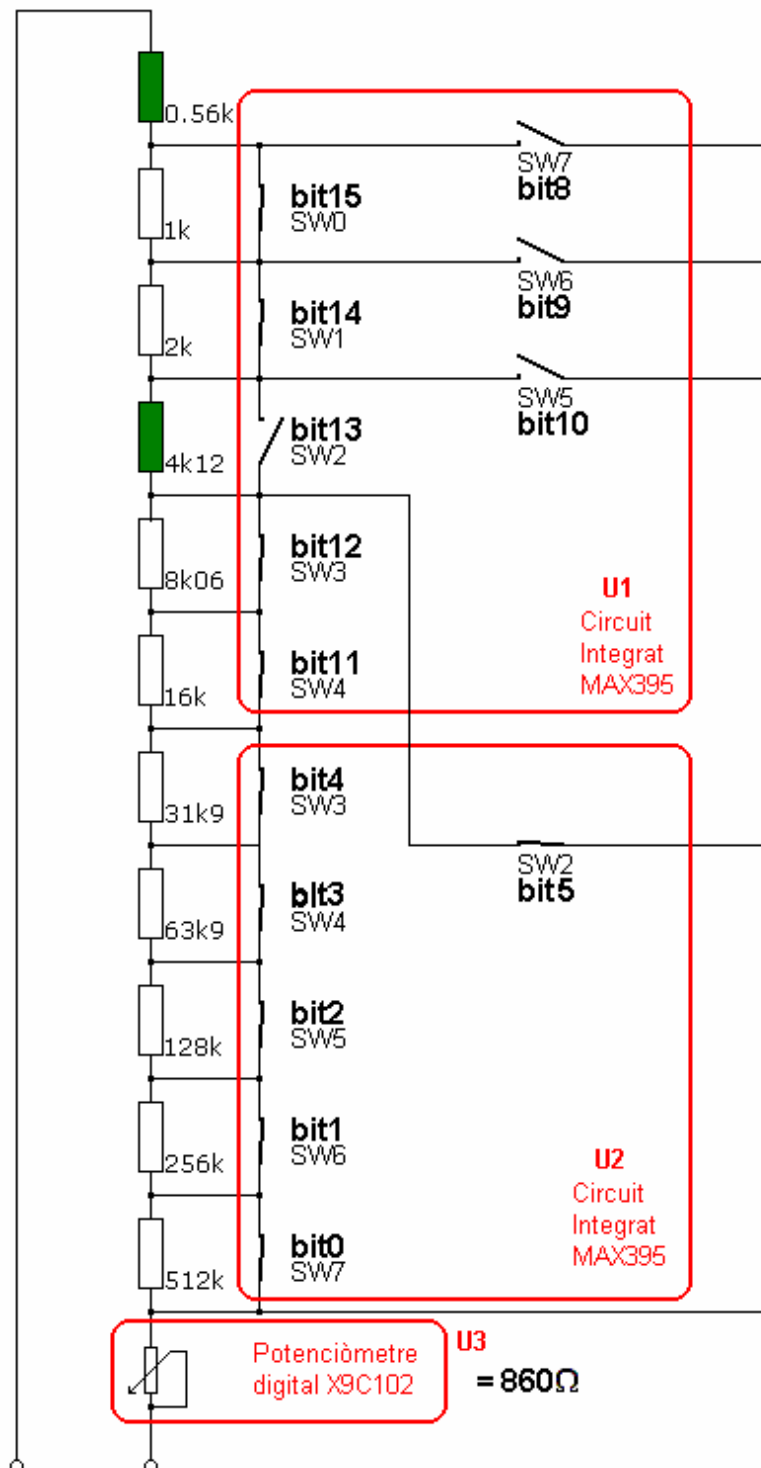 0.56k
SW7
bit8
bit15
SW0
1k
SW6
bit9
bit14
SW1
2k
SW5
bit10
bit13
SW2
4k12
bit12
SW3
8k06
U1
Circuit
Integrat
MAX395
bit11
SW4
16k
bit4
SW3
31k9
SW2
bit5
blt3
SW4
63k9
bit2
SW5
128k
bit1
SW6
256k
U2
Circuit
Integrat
MAX395
bit0
SW7
512k
U3
Potenciòmetre
digital X9C102
= 860Ω